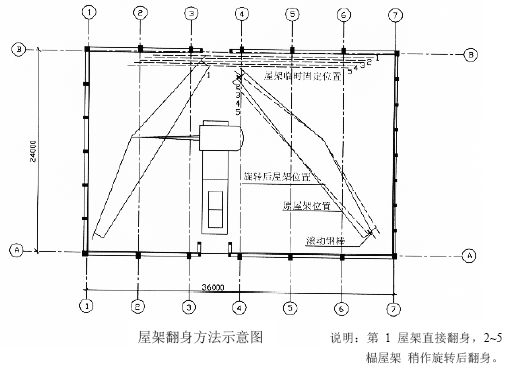 1 2 3 4 5 6 7
B
B
1
2
5 4 3
屋架临时固定位置
1
2
3
4
5
24000
旋转后屋架位置
原屋架位置
滚动钢棒
A
A
36000
1 2 3 4 5 6 7
屋架翻身方法示意图
说明：第 1 屋架直接翻身，2~5
榀屋架 稍作旋转后翻身。